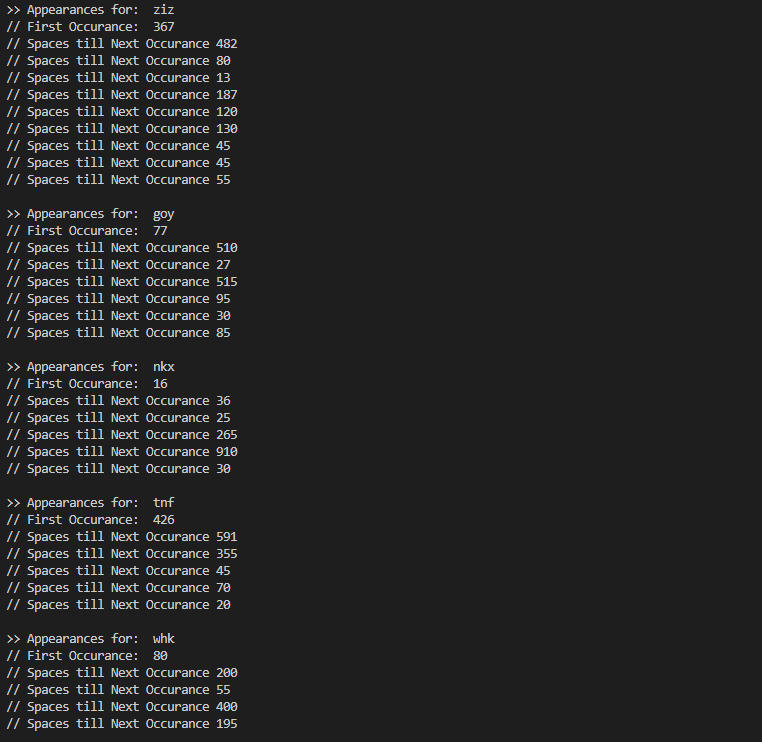 >> Appearances for:  ziz
// First Occurance:  367
// Spaces till Next Occurance 482
// Spaces till Next Occurance 80
// Spaces till Next Occurance 13
// Spaces till Next Occurance 187
// Spaces till Next Occurance 120
// Spaces till Next Occurance 130
// Spaces till Next Occurance 45
// Spaces till Next Occurance 45
// Spaces till Next Occurance 55

>> Appearances for:  goy
// First Occurance:  77
// Spaces till Next Occurance 510
// Spaces till Next Occurance 27
// Spaces till Next Occurance 515
// Spaces till Next Occurance 95
// Spaces till Next Occurance 30
// Spaces till Next Occurance 85

>> Appearances for:  nkx
// First Occurance:  16
// Spaces till Next Occurance 36
// Spaces till Next Occurance 25
// Spaces till Next Occurance 265
// Spaces till Next Occurance 910
// Spaces till Next Occurance 30

>> Appearances for:  tnf
// First Occurance:  426
// Spaces till Next Occurance 591
// Spaces till Next Occurance 355
// Spaces till Next Occurance 45
// Spaces till Next Occurance 70
// Spaces till Next Occurance 20

>> Appearances for:  whk
// First Occurance:  80
// Spaces till Next Occurance 200
// Spaces till Next Occurance 55
// Spaces till Next Occurance 400
// Spaces till Next Occurance 195